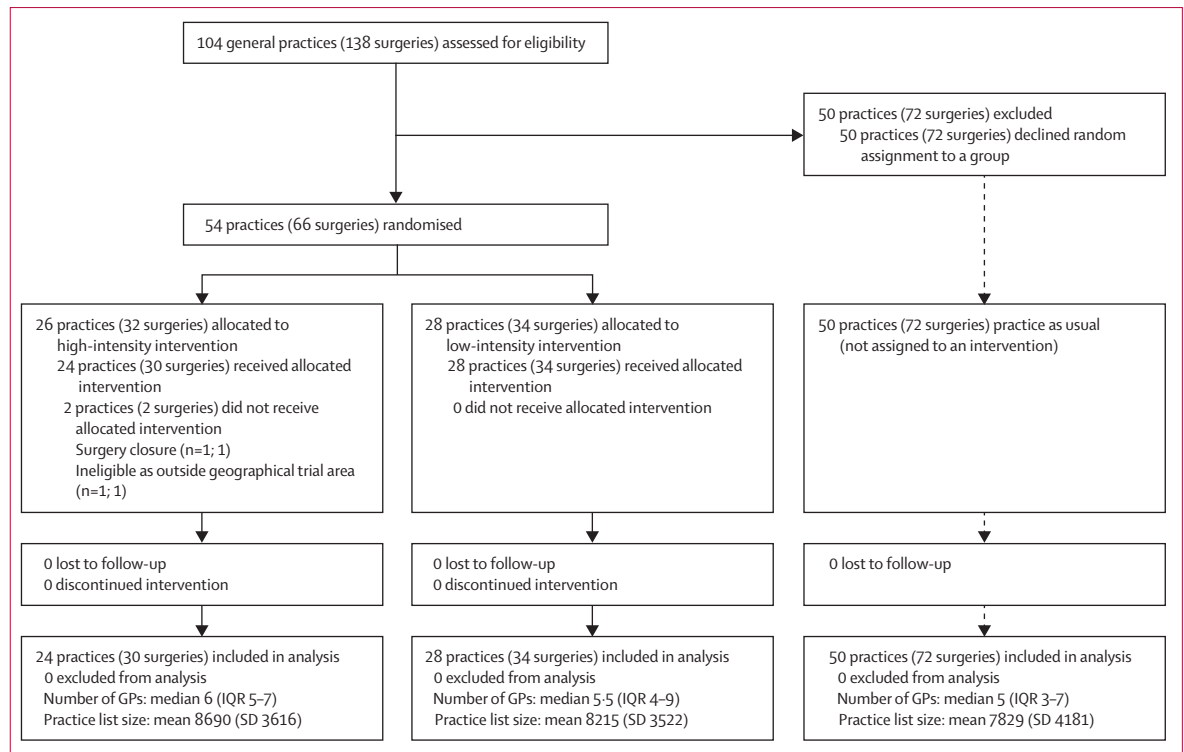 104 general practices (138 surgeries) assessed for eligibility
50 practices (72 surgeries) excluded
50 practices (72 surgeries) declined random
assignment to a group
54 practices (66 surgeries) randomised
26 practices (32 surgeries) allocated to
high-intensity intervention
24 practices (30 surgeries) received allocated
intervention
2 practices (2 surgeries) did not receive
allocated intervention
Surgery closure (n=1; 1)
Ineligible as outside geographical trial area
(n=1; 1)
28 practices (34 surgeries) allocated to
low-intensity intervention
28 practices (34 surgeries) received allocated
intervention
0 did not receive allocated intervention
50 practices (72 surgeries) practice as usual
(not assigned to an intervention)
0 lost to follow-up
0 discontinued intervention
0 lost to follow-up
0 discontinued intervention
0 lost to follow-up
24 practices (30 surgeries) included in analysis
0 excluded from analysis
Number of GPs: median 6 (IQR 5–7)
Practice list size: mean 8690 (SD 3616)
28 practices (34 surgeries) included in analysis
0 excluded from analysis
Number of GPs: median 5·5 (IQR 4–9)
Practice list size: mean 8215 (SD 3522)
50 practices (72 surgeries) included in analysis
0 excluded from analysis
Number of GPs: median 5 (IQR 3–7)
Practice list size: mean 7829 (SD 4181)